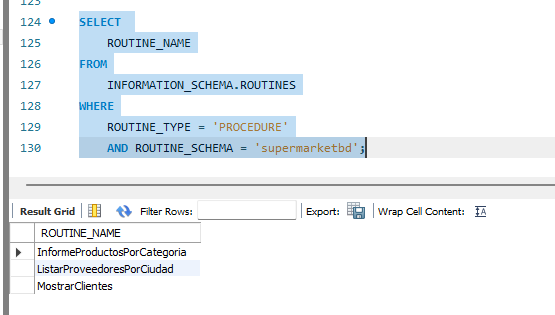 123
124 SELECT
125 ROUTINE_NAME
126 FROM
127 INFORMATION_SCHEMA.ROUTINES
128 WHERE
129 ROUTINE_TYPE = 'PROCEDURE'
130 AND ROUTINE_SCHEMA = 'supermarketbd';
Result Grid Filter Rows: Export: Wrap Cell Content:
ROUTINE_NAME
InformeProductosPorCategoria
ListarProveedoresPorCiudad
MostrarClientes